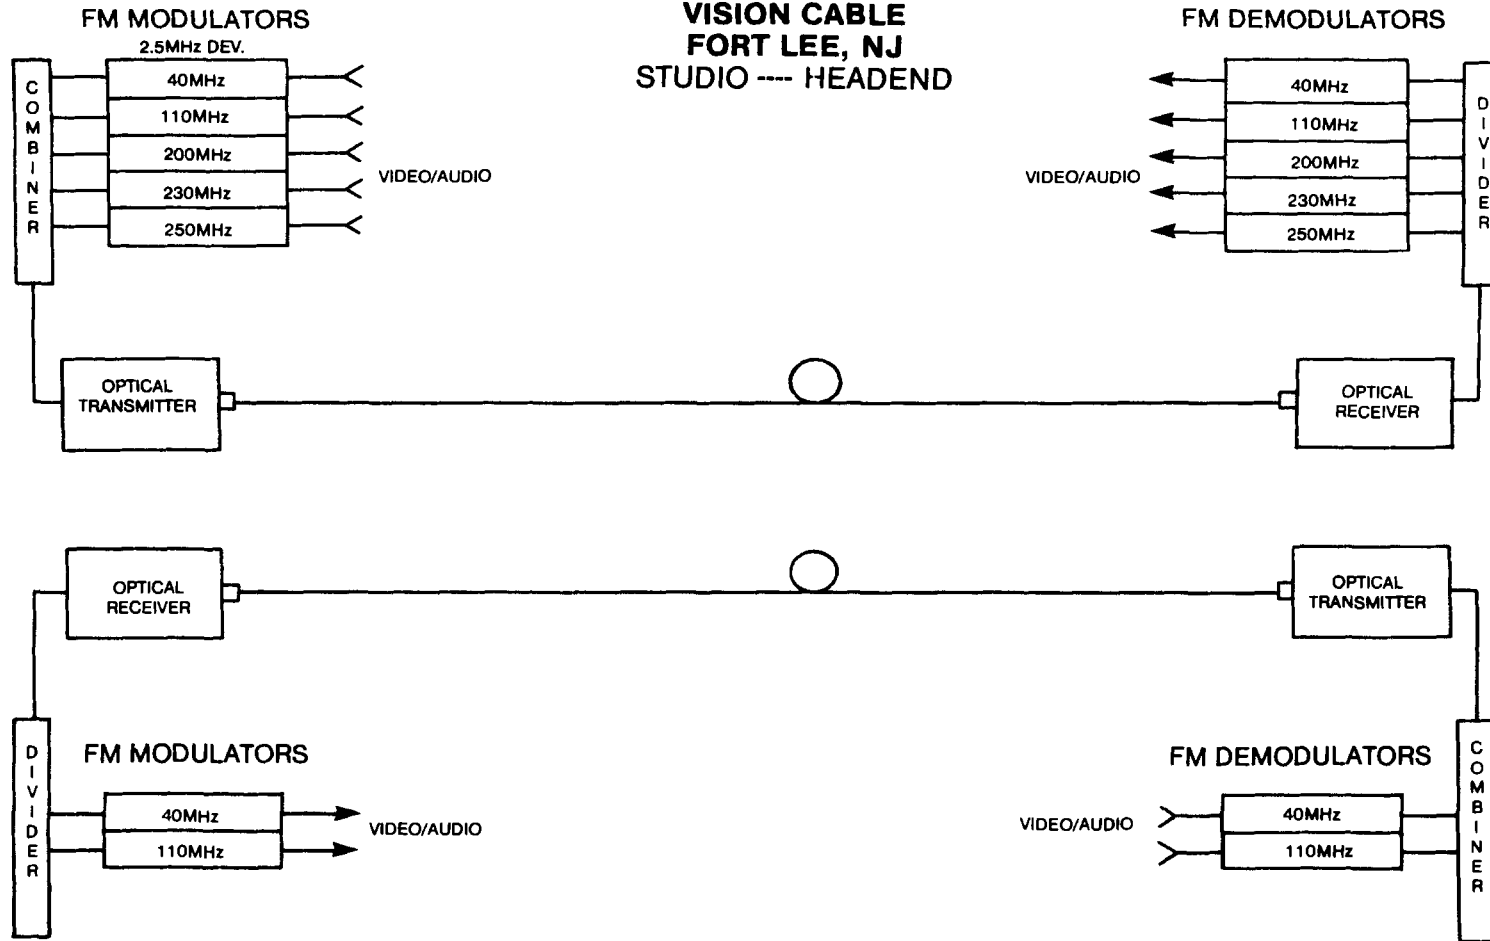 FM MODULATORS
2.5MHz DEV.
VISION CABLE
FORT LEE, NJ
STUDIO ---- HEADEND
FM DEMODULATORS
COMBINER
40MHz
110MHz
200MHz
230MHz
250MHz
VIDEO/AUDIO
VIDEO/AUDIO
40MHz
110MHz
200MHz
230MHz
250MHz
DIVIDER
OPTICAL
TRANSMITTER
OPTICAL
RECEIVER
OPTICAL
RECEIVER
OPTICAL
TRANSMITTER
DIVIDER
FM MODULATORS
40MHz
110MHz
VIDEO/AUDIO
FM DEMODULATORS
VIDEO/AUDIO
40MHz
110MHz
COMBINER